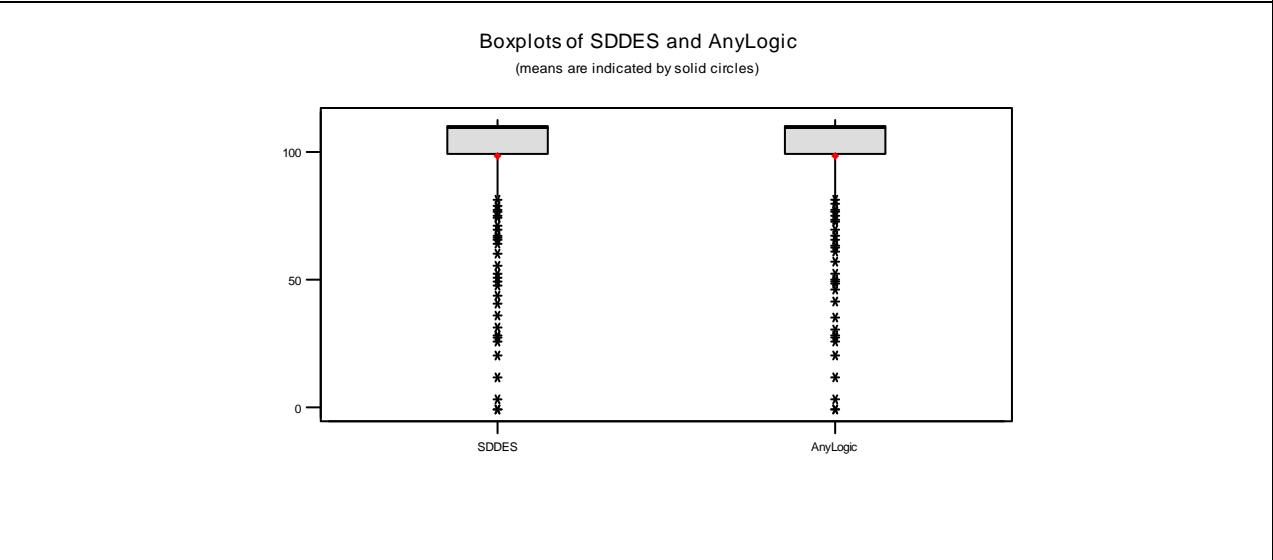 Boxplots of SDDES and AnyLogic
(means are indicated by solid circles)
100
50
0
SDDES
AnyLogic